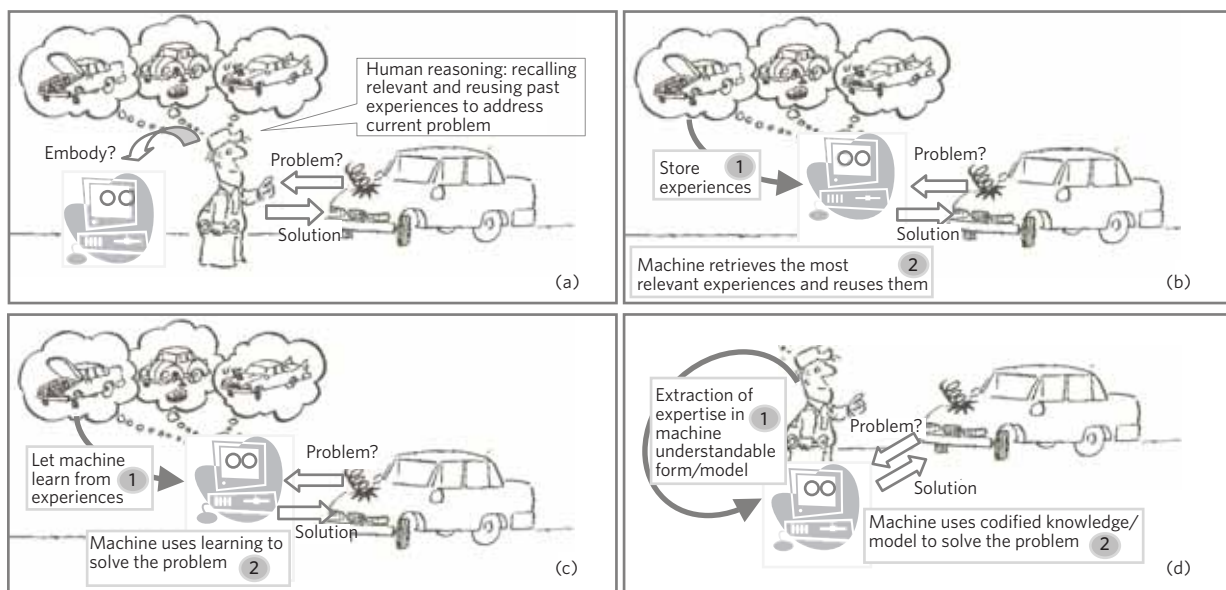 Human reasoning: recalling
relevant and reusing past
experiences to address
current problem
Embody?
Problem?
Solution
(a)
Store
experiences
1
Problem?
Solution
Machine retrieves the most
relevant experiences and reuses them
2
(b)
Let machine
learn from
experiences
1
Problem?
Solution
Machine uses learning to
solve the problem
2
(c)
Extraction of
expertise in
machine
understandable
form/model
1
Problem?
Solution
Machine uses codified knowledge/
model to solve the problem
2
(d)